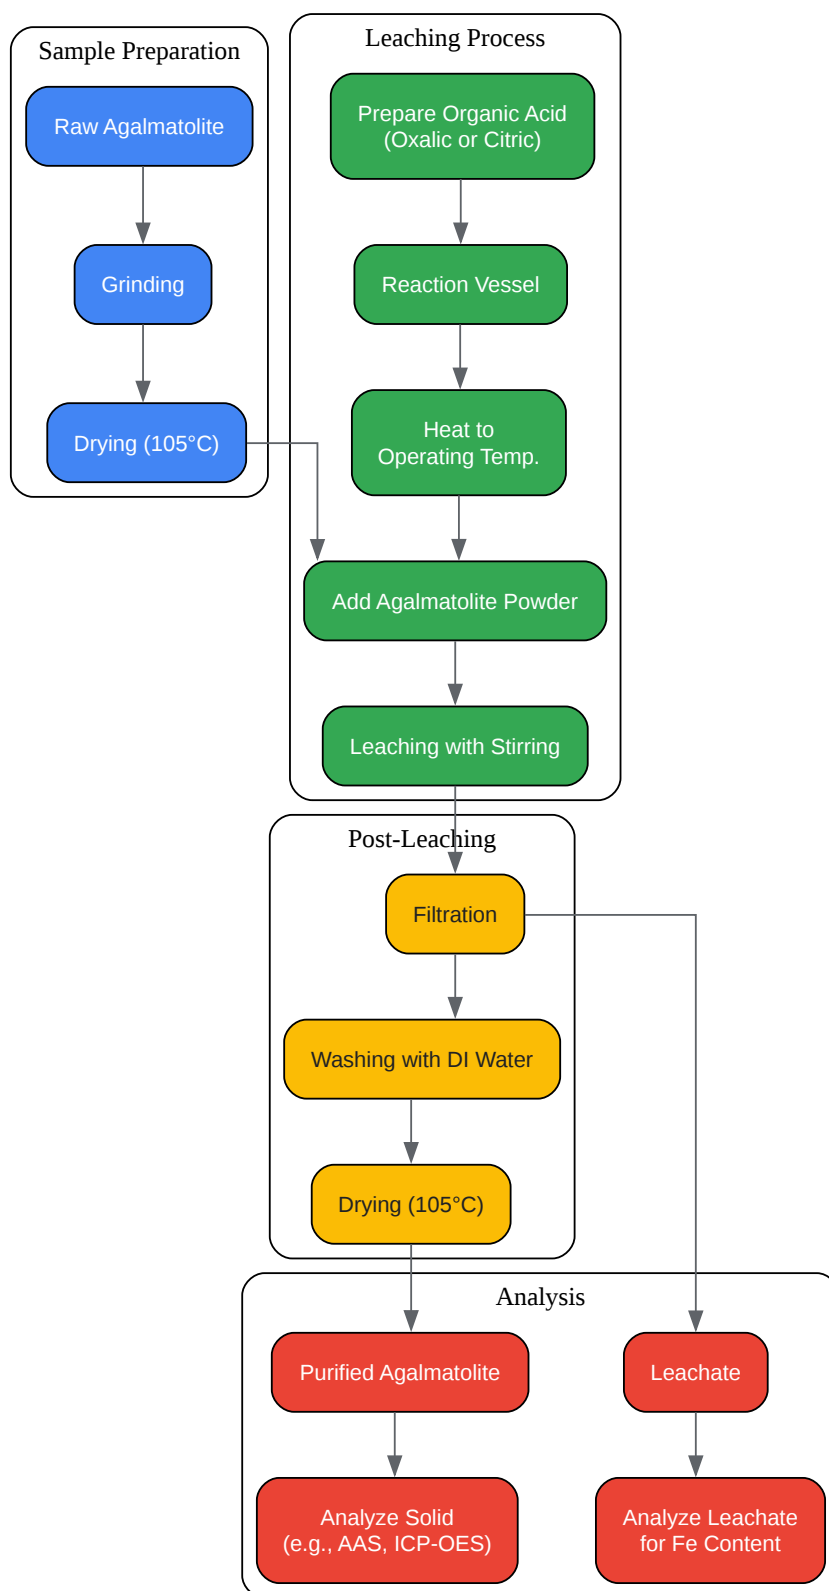 Sample Preparation
Raw Agalmatolite
Grinding
Drying (105°C)
Leaching Process
Prepare Organic Acid
(Oxalic or Citric)
Reaction Vessel
Heat to
Operating Temp.
Add Agalmatolite Powder
Leaching with Stirring
Post-Leaching
Filtration
Washing with DI Water
Drying (105°C)
Analysis
Purified Agalmatolite
Leachate
Analyze Solid
(e.g., AAS, ICP-OES)
Analyze Leachate
for Fe Content